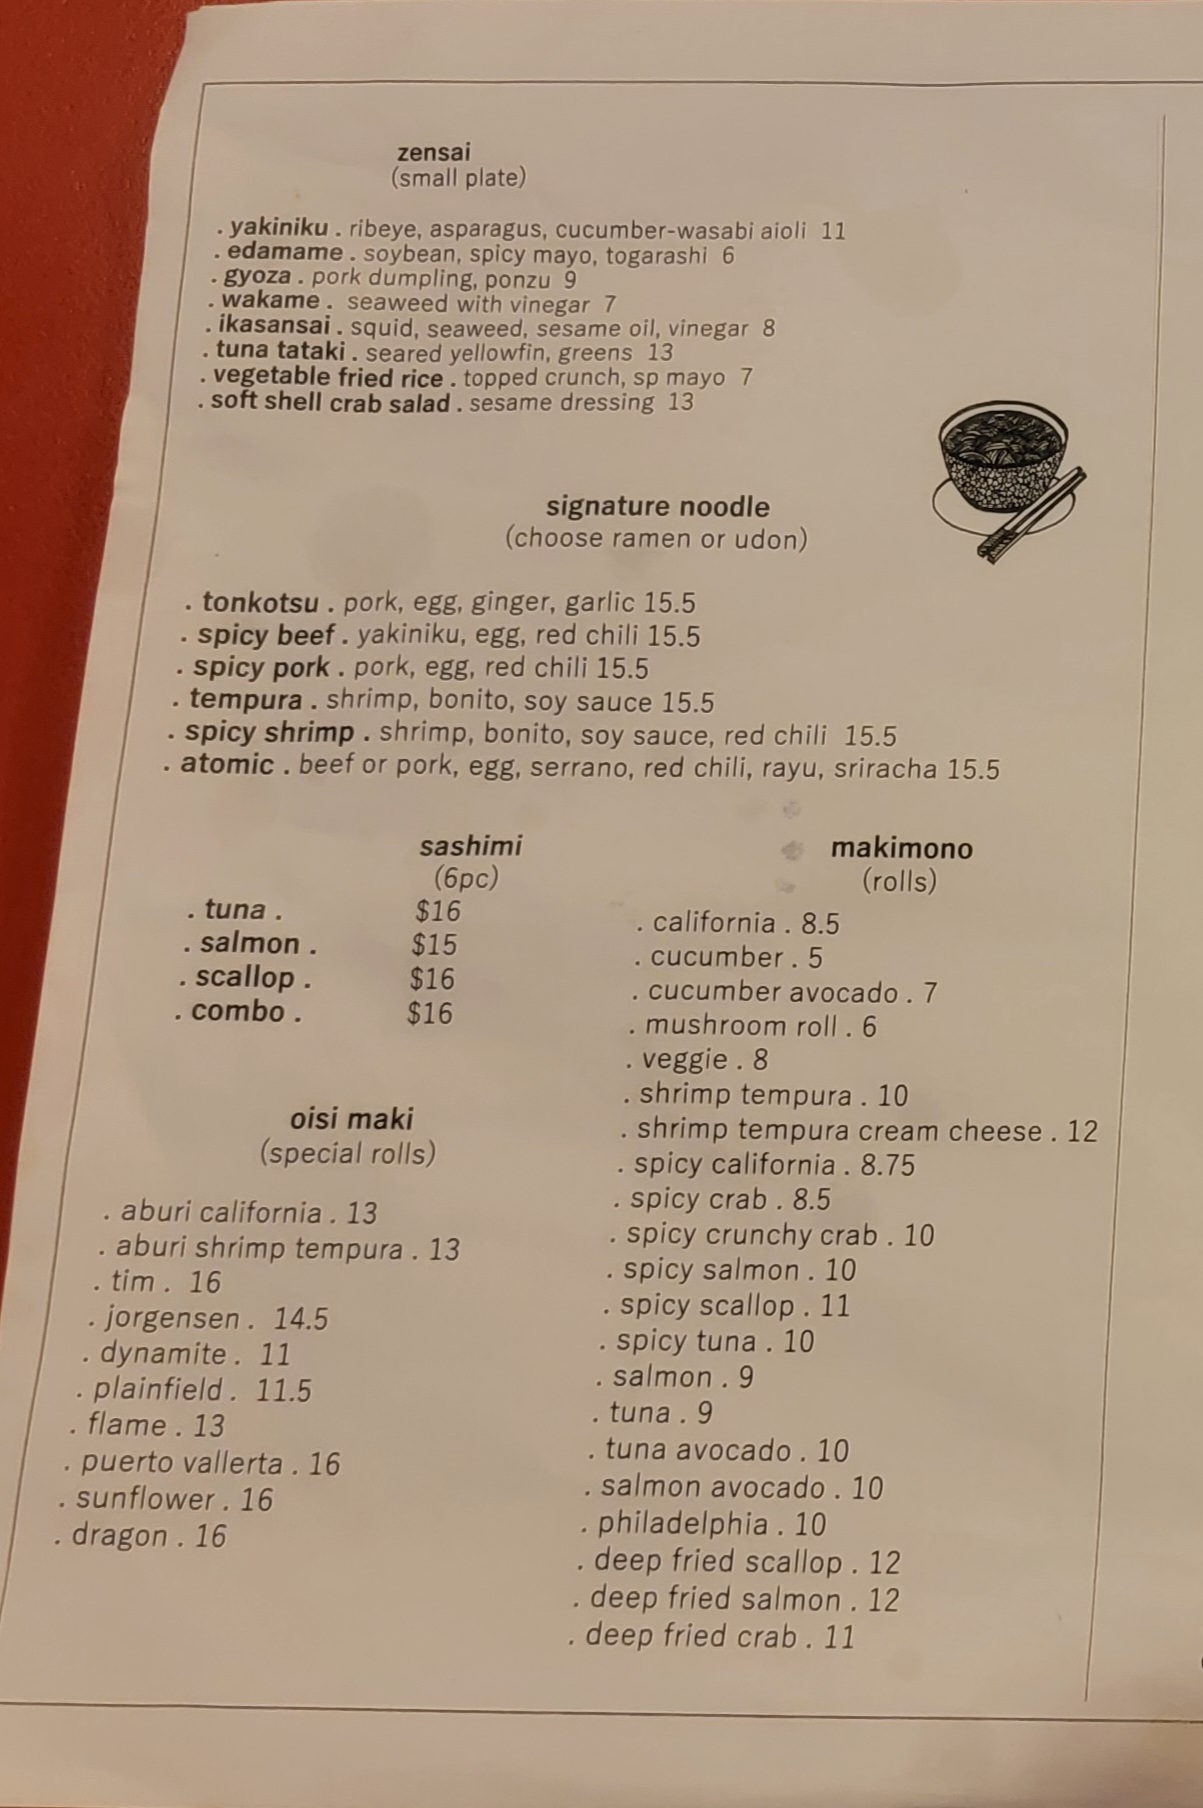 zensai
(small plate)
. yakiniku . ribeye, asparagus, cucumber-wasabi aioli 11
. edamame . soybean, spicy mayo, togarashi 6
. gyoza . pork dumpling, ponzu 9
. wakame . seaweed with vinegar 7
. ikasansai . squid, seaweed, sesame oil, vinegar 8
. tuna tataki . seared yellowfin, greens 13
. vegetable fried rice . topped crunch, sp mayo 7
. soft shell crab salad . sesame dressing 13
signature noodle
(choose ramen or udon)
. tonkotsu . pork, egg, ginger, garlic 15.5
. spicy beef . yakiniku, egg, red chili 15.5
. spicy pork . pork, egg, red chili 15.5
. tempura . shrimp, bonito, soy sauce 15.5
. spicy shrimp . shrimp, bonito, soy sauce, red chili 15.5
. atomic . beef or pork, egg, serrano, red chili, rayu, sriracha 15.5
sashimi
(6pc)
. tuna . $16
. salmon . $15
. scallop . $16
. combo . $16
oisi maki
(special rolls)
. aburi california . 13
. aburi shrimp tempura . 13
. tim . 16
. jorgensen . 14.5
. dynamite . 11
. plainfield . 11.5
. flame . 13
. puerto vallerta . 16
. sunflower . 16
. dragon . 16
makimono
(rolls)
. california . 8.5
. cucumber . 5
. cucumber avocado . 7
. mushroom roll . 6
. veggie . 8
. shrimp tempura . 10
. shrimp tempura cream cheese . 12
. spicy california . 8.75
. spicy crab . 8.5
. spicy crunchy crab . 10
. spicy salmon . 10
. spicy scallop . 11
. spicy tuna . 10
. salmon . 9
. tuna . 9
. tuna avocado . 10
. salmon avocado . 10
. philadelphia . 10
. deep fried scallop . 12
. deep fried salmon . 12
. deep fried crab . 11